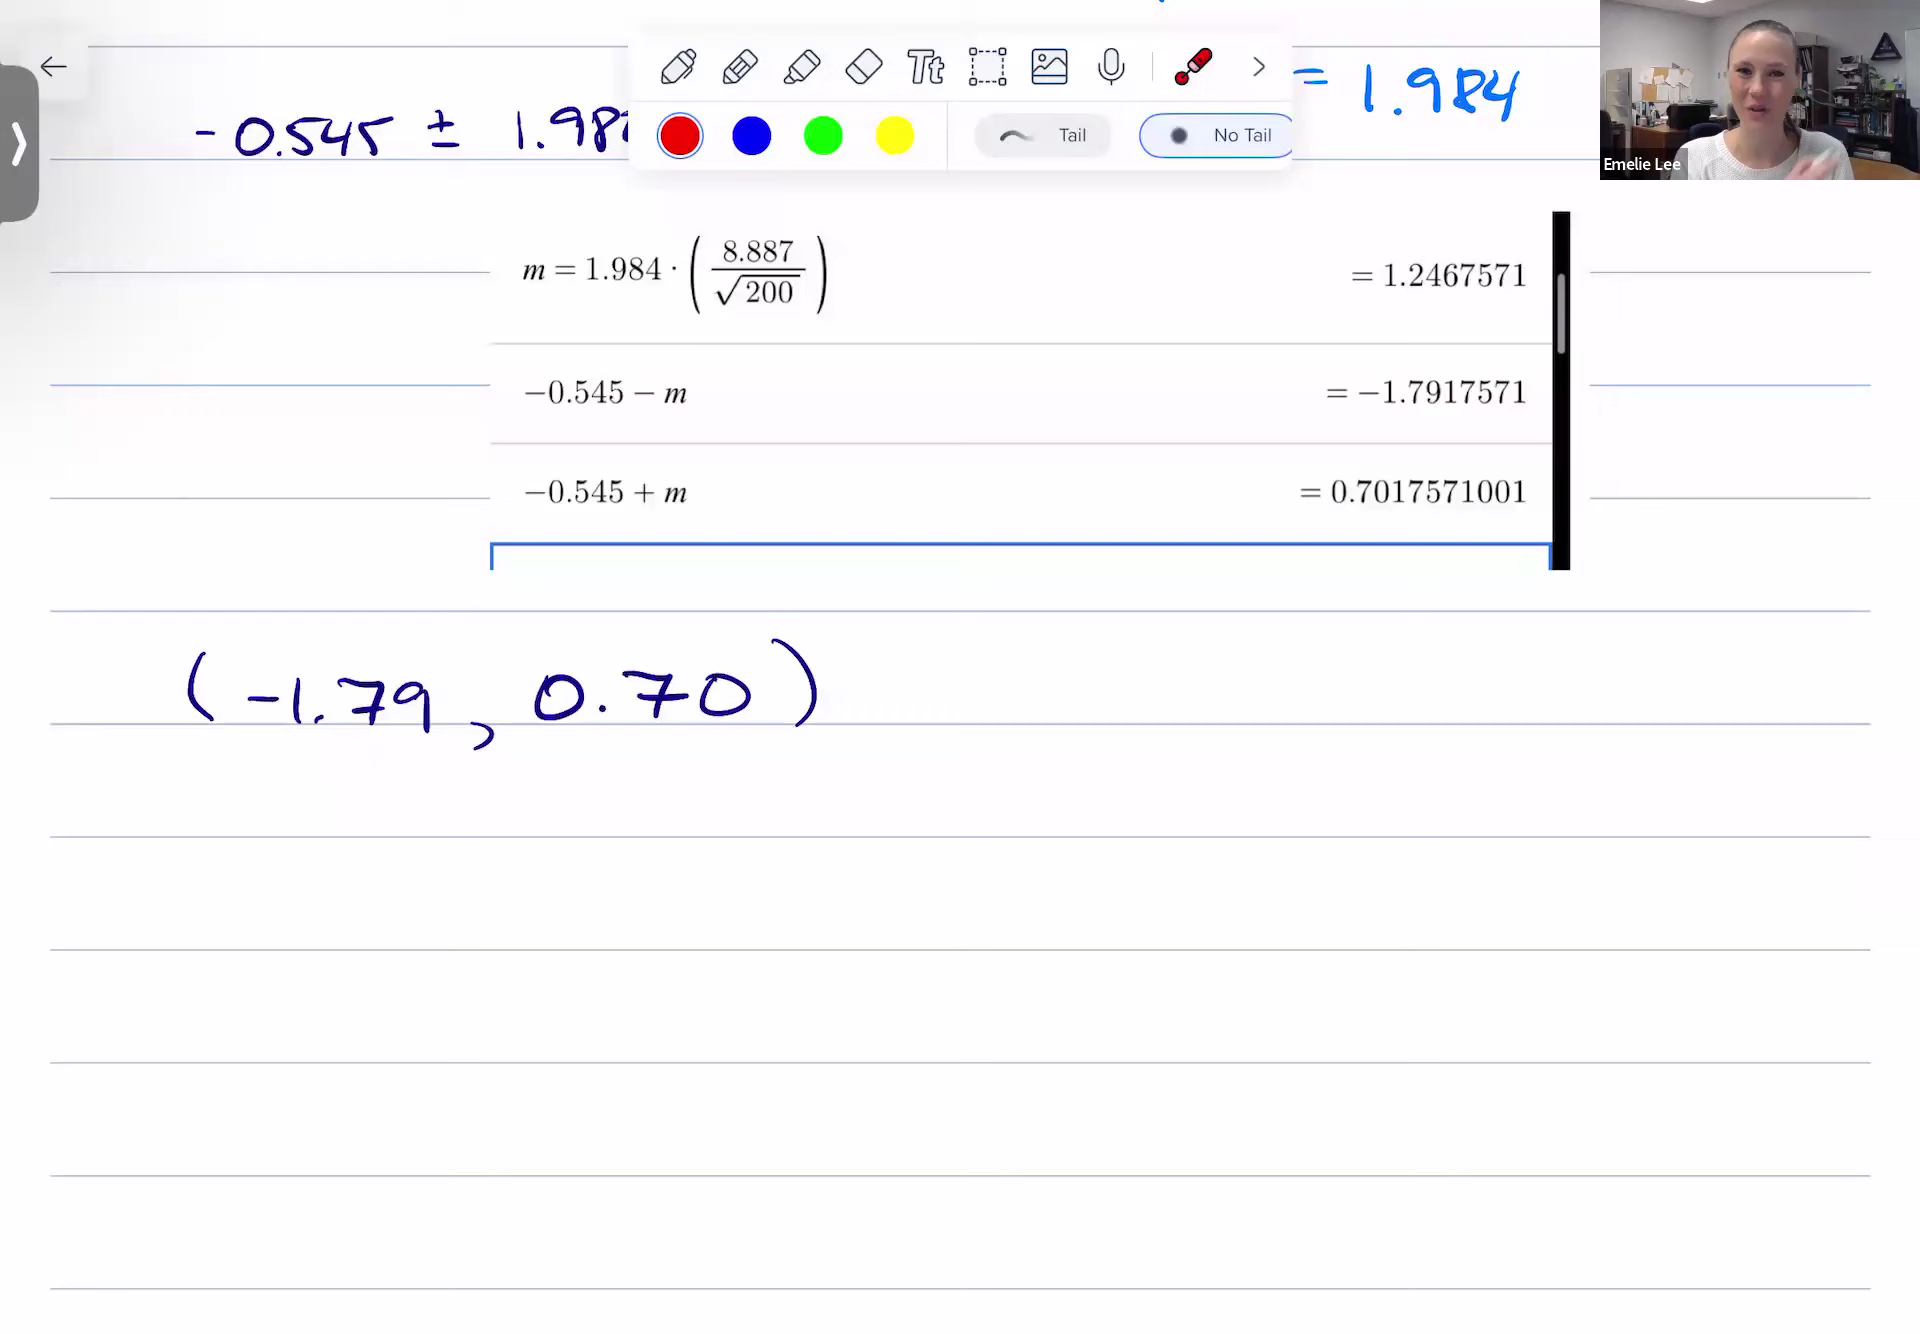 = 1.984
-0.545 ± 1.98
Tt
Tail
No Tail
Emelie Lee
m = 1.984 · (8.887/√200) = 1.2467571
−0.545 − m = −1.7917571
−0.545 + m = 0.7017571001
(-1.79, 0.70)